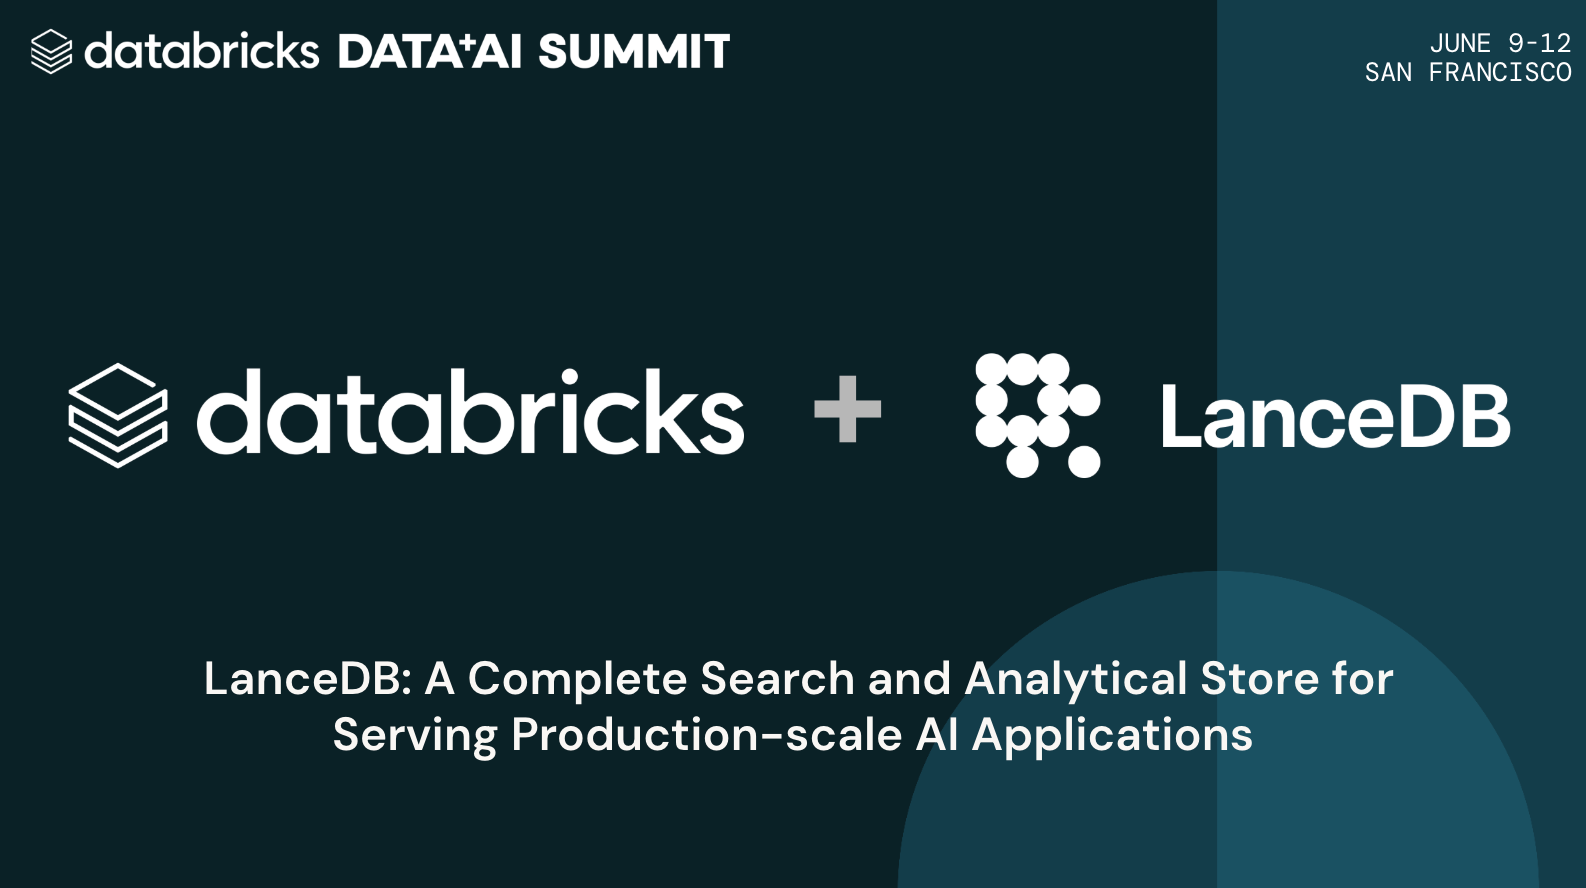 databricks DATA+AI SUMMIT
JUNE 9-12
SAN FRANCISCO
databricks + LanceDB
LanceDB: A Complete Search and Analytical Store for
Serving Production-scale AI Applications